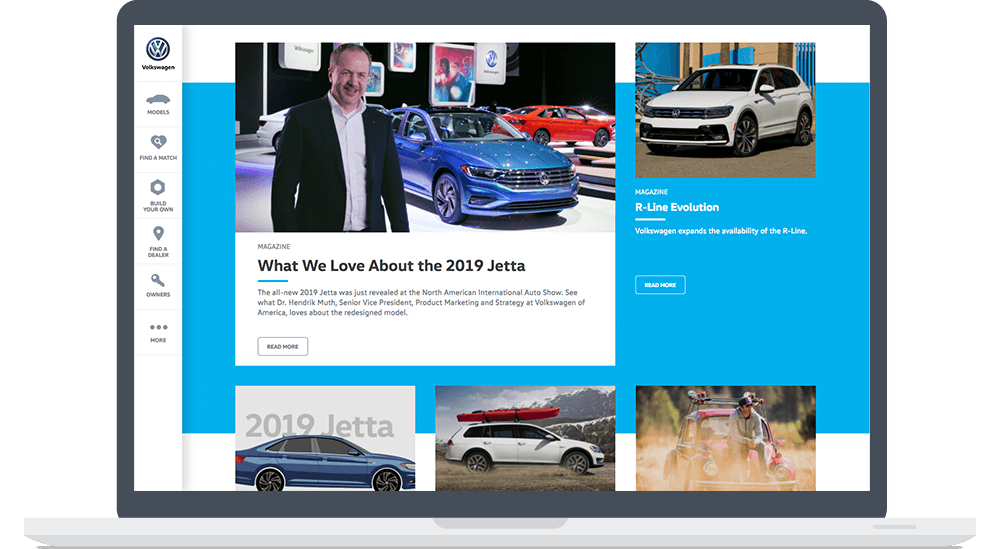 Volkswagen
MODELS
FIND A MATCH
BUILD
YOUR OWN
FIND A
DEALER
OWNERS
MORE
MAGAZINE
What We Love About the 2019 Jetta
The all-new 2019 Jetta was just revealed at the North American International Auto Show. See
what Dr. Hendrik Muth, Senior Vice President, Product Marketing and Strategy at Volkswagen of
America, loves about the redesigned model.
READ MORE
MAGAZINE
R-Line Evolution
Volkswagen expands the availability of the R-Line.
READ MORE
2019 Jetta